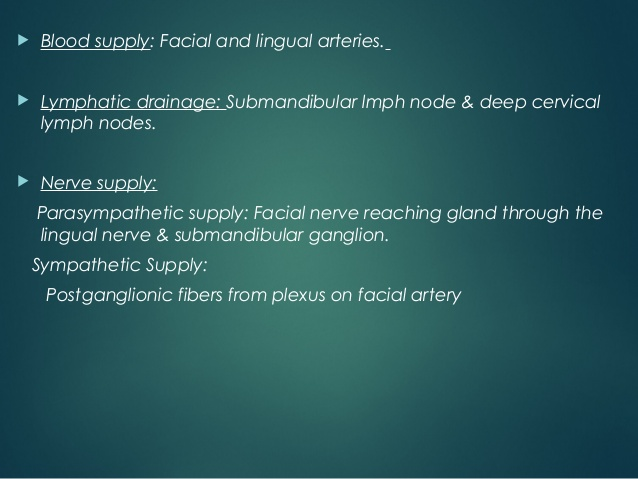 Blood supply: Facial and lingual arteries.
Lymphatic drainage: Submandibular lmph node & deep cervical
lymph nodes.
Nerve supply:
Parasympathetic supply: Facial nerve reaching gland through the
lingual nerve & submandibular ganglion.
Sympathetic Supply:
Postganglionic fibers from plexus on facial artery